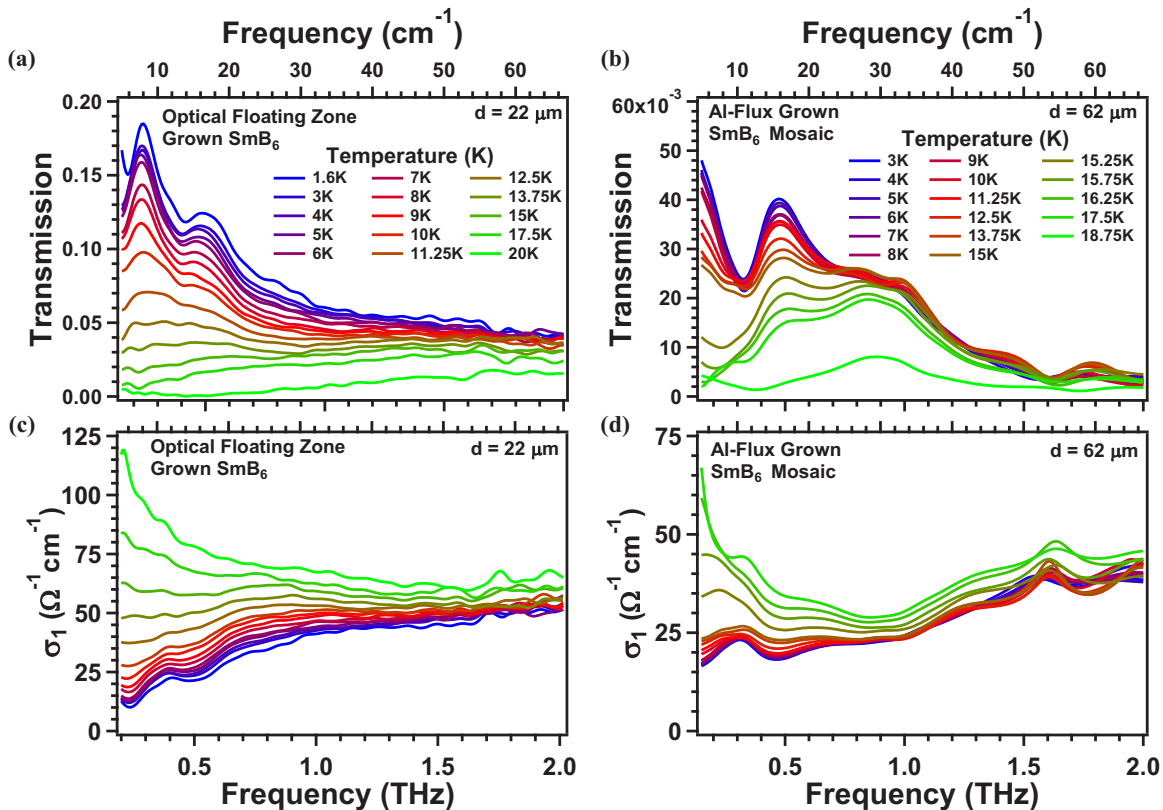 Frequency (cm⁻¹)
(a)
10 20 30 40 50 60
0.20
0.15
0.10
0.05
0.00
Transmission
Optical Floating Zone
Grown SmB₆
d = 22 µm
Temperature (K)
1.6K 7K 12.5K
3K 8K 13.75K
4K 9K 15K
5K 10K 17.5K
6K 11.25K 20K
Frequency (cm⁻¹)
(b)
10 20 30 40 50 60
60x10⁻³
50
40
30
20
10
0
Transmission
Al-Flux Grown
SmB₆ Mosaic
d = 62 µm
Temperature (K)
3K 9K 15.25K
4K 10K 15.75K
5K 11.25K 16.25K
6K 12.5K 17.5K
7K 13.75K 18.75K
8K 15K
(c)
125
100
75
50
25
0
σ₁ (Ω⁻¹cm⁻¹)
Optical Floating Zone
Grown SmB₆
d = 22 µm
0.5 1.0 1.5 2.0
Frequency (THz)
(d)
75
50
25
0
σ₁ (Ω⁻¹cm⁻¹)
Al-Flux Grown
SmB₆ Mosaic
d = 62 µm
0.5 1.0 1.5 2.0
Frequency (THz)